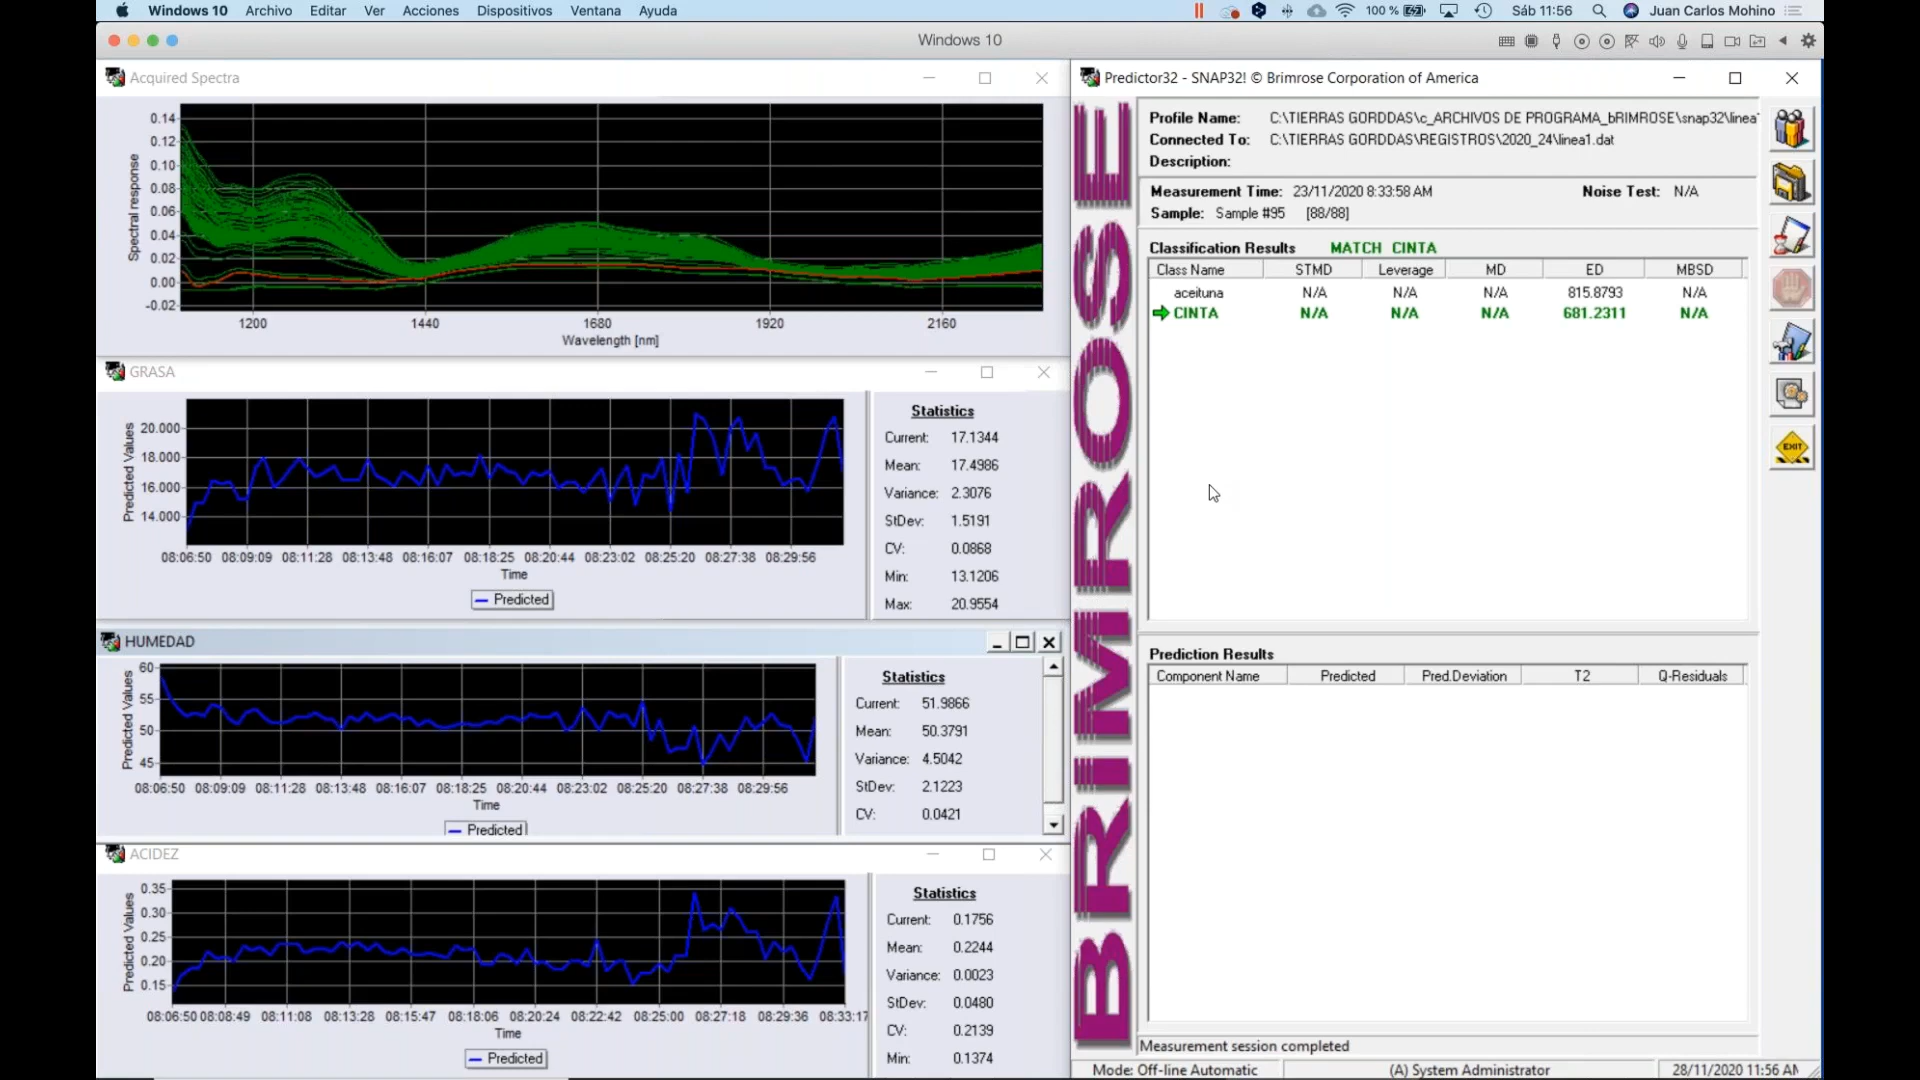 Windows 10 Archivo Editar Ver Acciones Dispositivos Ventana Ayuda 100 % Sáb 11:56 Juan Carlos Mohino
Windows 10
Acquired Spectra
Spectral response
0.14
0.12
0.10
0.08
0.06
0.04
0.02
0.00
-0.02
1200 1440 1680 1920 2160
Wavelength [nm]
GRASA
Predicted Values
20.000
18.000
16.000
14.000
08:06:50 08:09:09 08:11:28 08:13:48 08:16:07 08:18:25 08:20:44 08:23:02 08:25:20 08:27:38 08:29:56
Time
Predicted
Statistics
Current: 17.1344
Mean: 17.4986
Variance: 2.3076
StDev: 1.5191
CV: 0.0868
Min: 13.1206
Max: 20.9554
HUMEDAD
Predicted Values
60
55
50
45
08:06:50 08:09:09 08:11:28 08:13:48 08:16:07 08:18:25 08:20:44 08:23:02 08:25:20 08:27:38 08:29:56
Time
Predicted
Statistics
Current: 51.9866
Mean: 50.3791
Variance: 4.5042
StDev: 2.1223
CV: 0.0421
ACIDEZ
Predicted Values
0.35
0.30
0.25
0.20
0.15
08:06:50 08:08:49 08:11:08 08:13:28 08:15:47 08:18:06 08:20:24 08:22:42 08:25:00 08:27:18 08:29:36 08:33:17
Time
Predicted
Statistics
Current: 0.1756
Mean: 0.2244
Variance: 0.0023
StDev: 0.0480
CV: 0.2139
Min: 0.1374
Predictor32 - SNAP32! © Brimrose Corporation of America
BRIMROSE
Profile Name: C:\TIERRAS GORDDAS\c_ARCHIVOS DE PROGRAMA_bRIMROSE\snap32\linea
Connected To: C:\TIERRAS GORDDAS\REGISTROS\2020_24\linea1.dat
Description:
Measurement Time: 23/11/2020 8:33:58 AM Noise Test: N/A
Sample: Sample #95 [88/88]
Classification Results MATCH CINTA
Class Name STMD Leverage MD ED MBSD
aceituna N/A N/A N/A 815.8793 N/A
CINTA N/A N/A N/A 681.2311 N/A
EXIT
Prediction Results
Component Name Predicted Pred.Deviation T2 Q-Residuals
Measurement session completed
Mode: Off-line Automatic (A) System Administrator 28/11/2020 11:56 AM